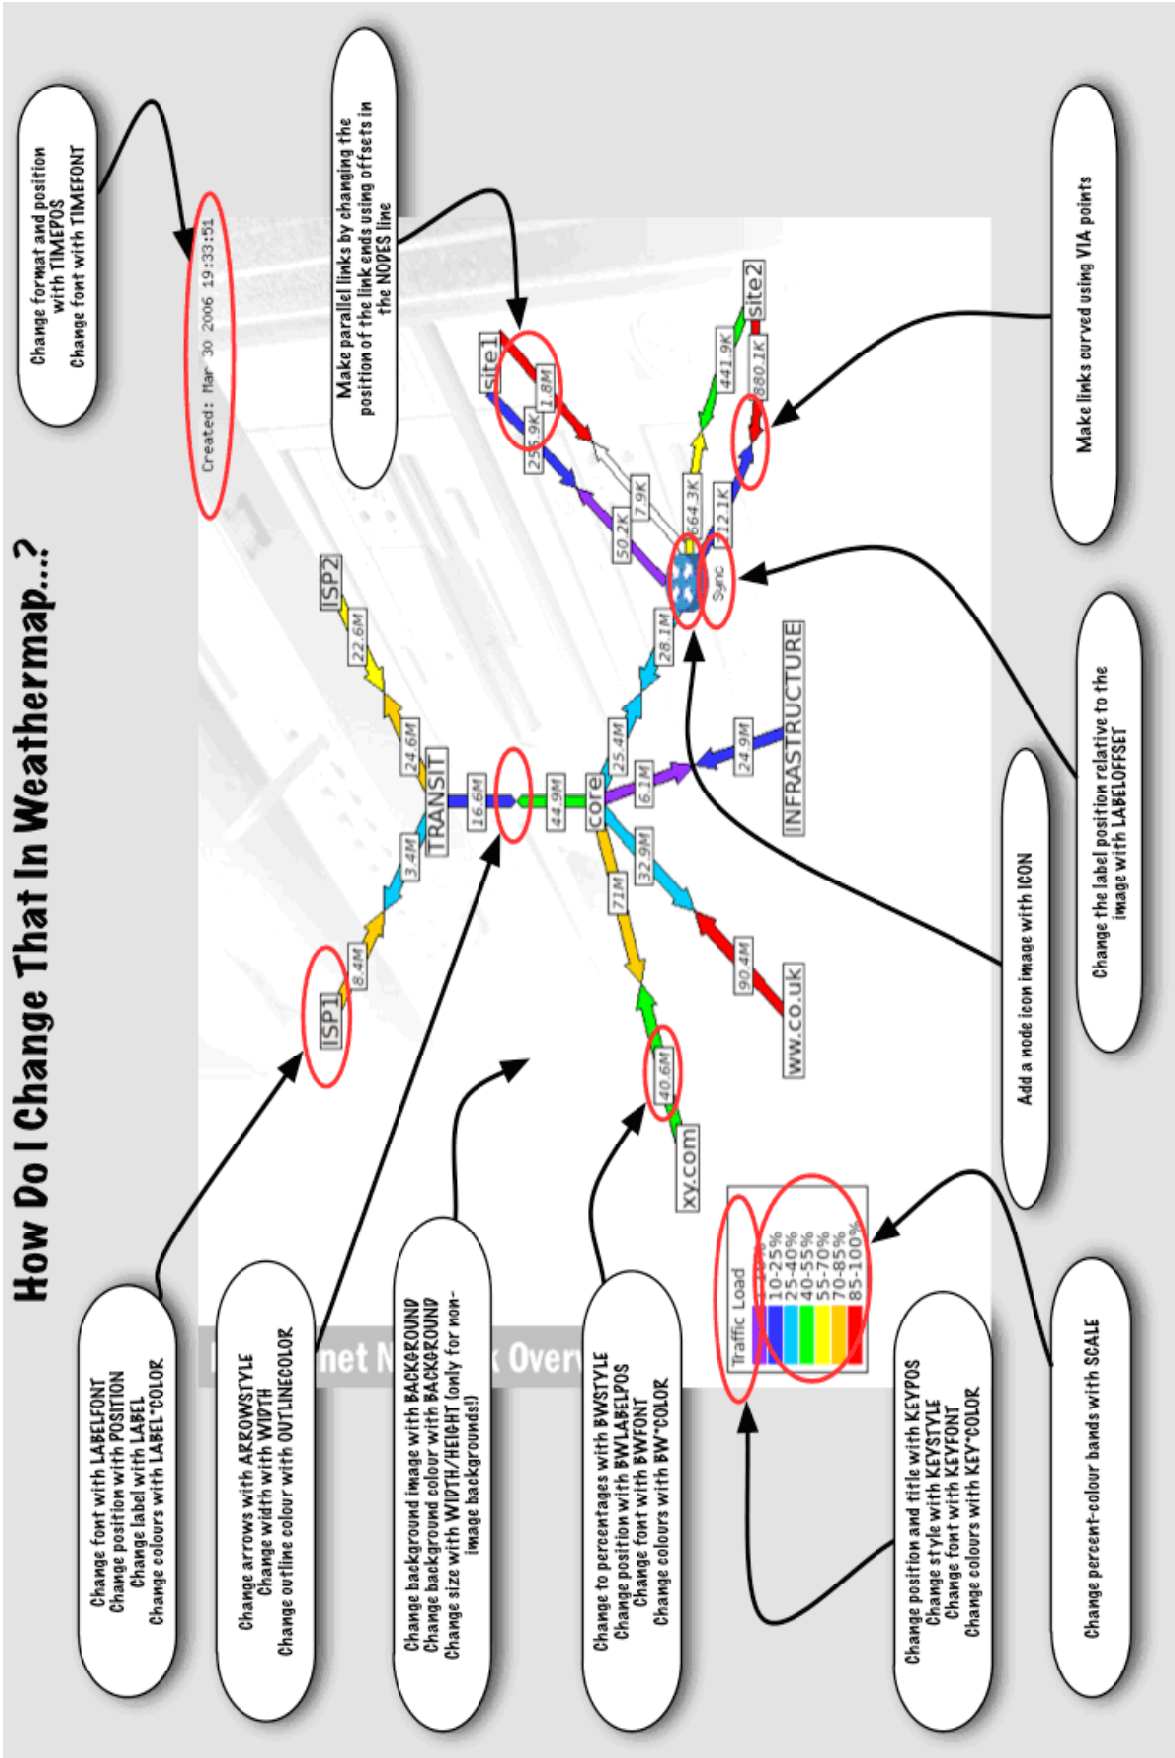 How Do I Change That In Weathermap...?
Change font with LABELFONT
Change position with POSITION
Change label with LABEL
Change colours with LABEL*COLOR
Change arrows with ARROWSTYLE
Change width with WIDTH
Change outline colour with OUTLINECOLOR
Change background image with BACKGROUND
Change background colour with BACKGROUND
Change size with WIDTH/HEIGHT (only for non-
image backgrounds!)
Change to percentages with BWSTYLE
Change position with BWLABELPOS
Change font with BWFONT
Change colours with BW*COLOR
Change position and title with KEYPOS
Change style with KEYSTYLE
Change font with KEYFONT
Change colours with KEY*COLOR
Change percent-colour bands with SCALE
Change format and position
with TIMEPOS
Change font with TIMEFONT
Make parallel links by changing the
position of the link ends using offsets in
the NODES line
Make links curved using VIA points
Change the label position relative to the
image with LABELOFFSET
Add a node icon image with ICON
Created: Mar 30 2006 19:33:51
ISP1
8.4M
3.4M
TRANSIT
24.6M
22.6M
ISP2
16.6M
44.9M
core
71M
40.6M
xy.com
32.9M
90.4M
ww.co.uk
6.1M
24.9M
INFRASTRUCTURE
25.4M
28.1M
Sync
50.2K
7.9K
1.8M
site1
664.3K
441.9K
880.1K
site2
net N
k Over
Traffic Load
10-25%
25-40%
40-55%
55-70%
70-85%
85-100%